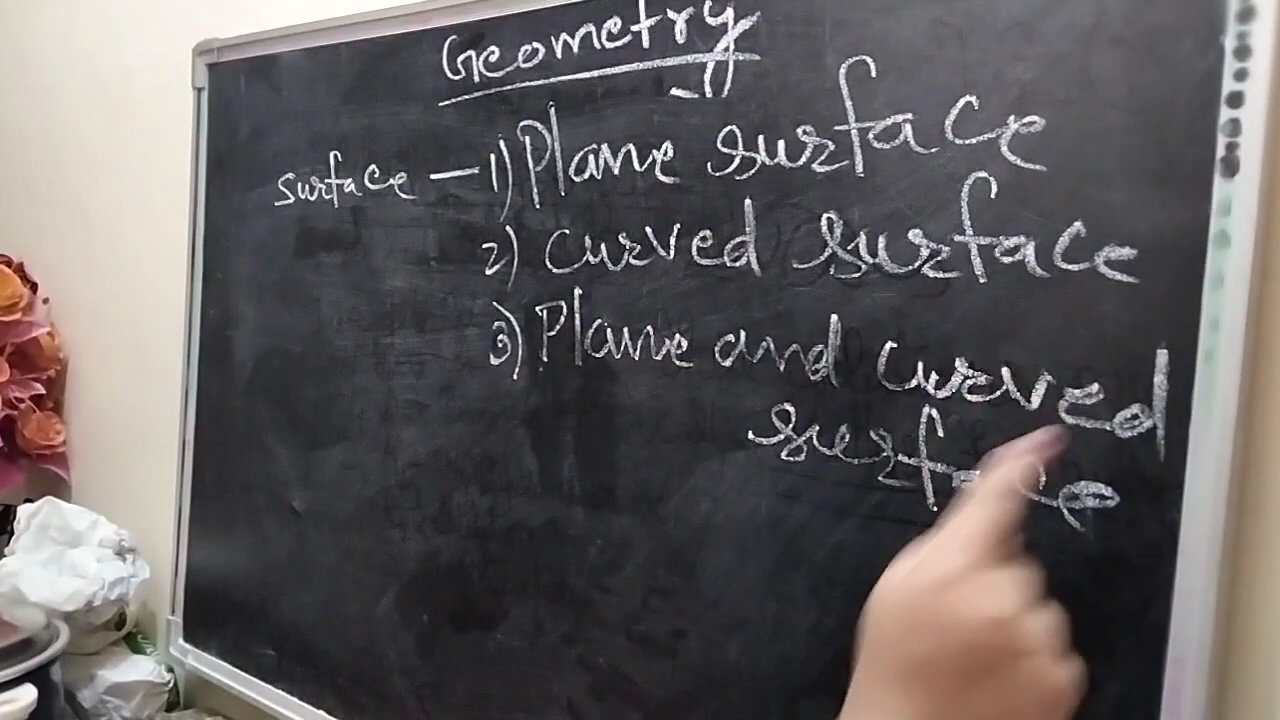 Geometry
surface — 1) Plane surface
2) curved surface
3) Plane and curved
surface